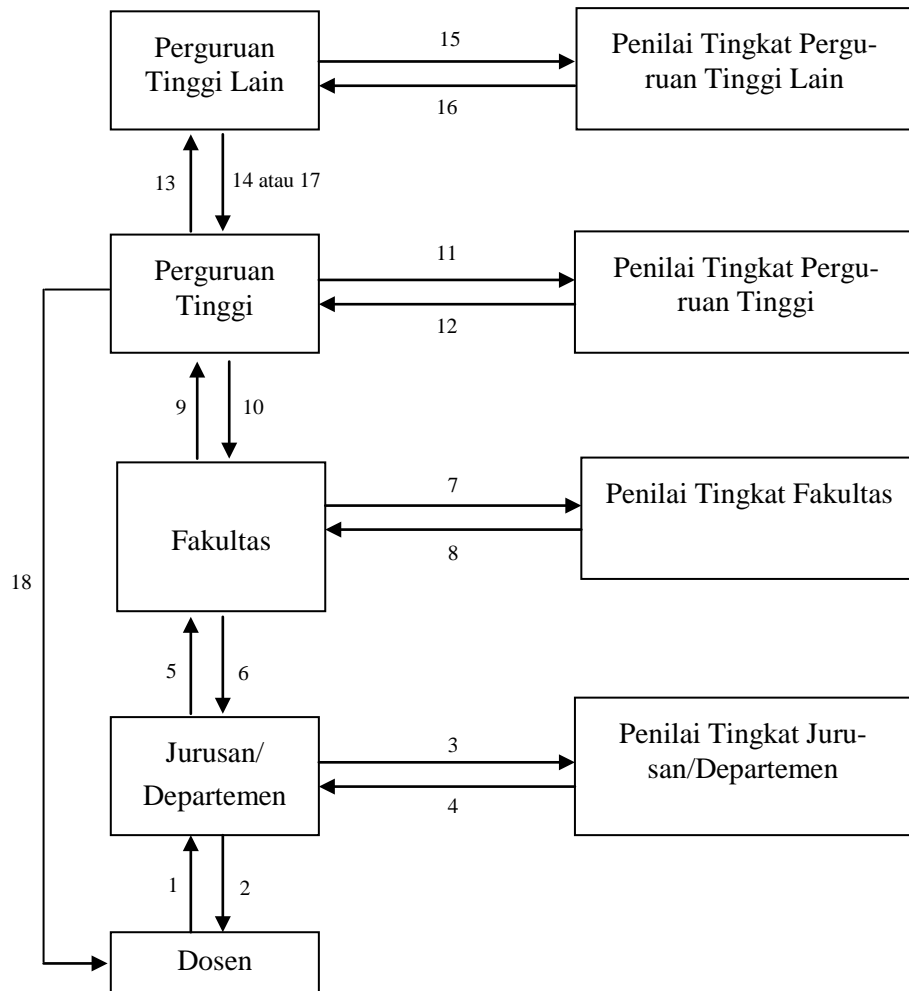 Perguruan
Tinggi Lain
15
16
Penilai Tingkat Pergu-
ruan Tinggi Lain
13
14 atau 17
Perguruan
Tinggi
11
12
Penilai Tingkat Pergu-
ruan Tinggi
9
10
Fakultas
7
8
Penilai Tingkat Fakultas
18
5
6
Jurusan/
Departemen
3
4
Penilai Tingkat Juru-
san/Departemen
1
2
Dosen